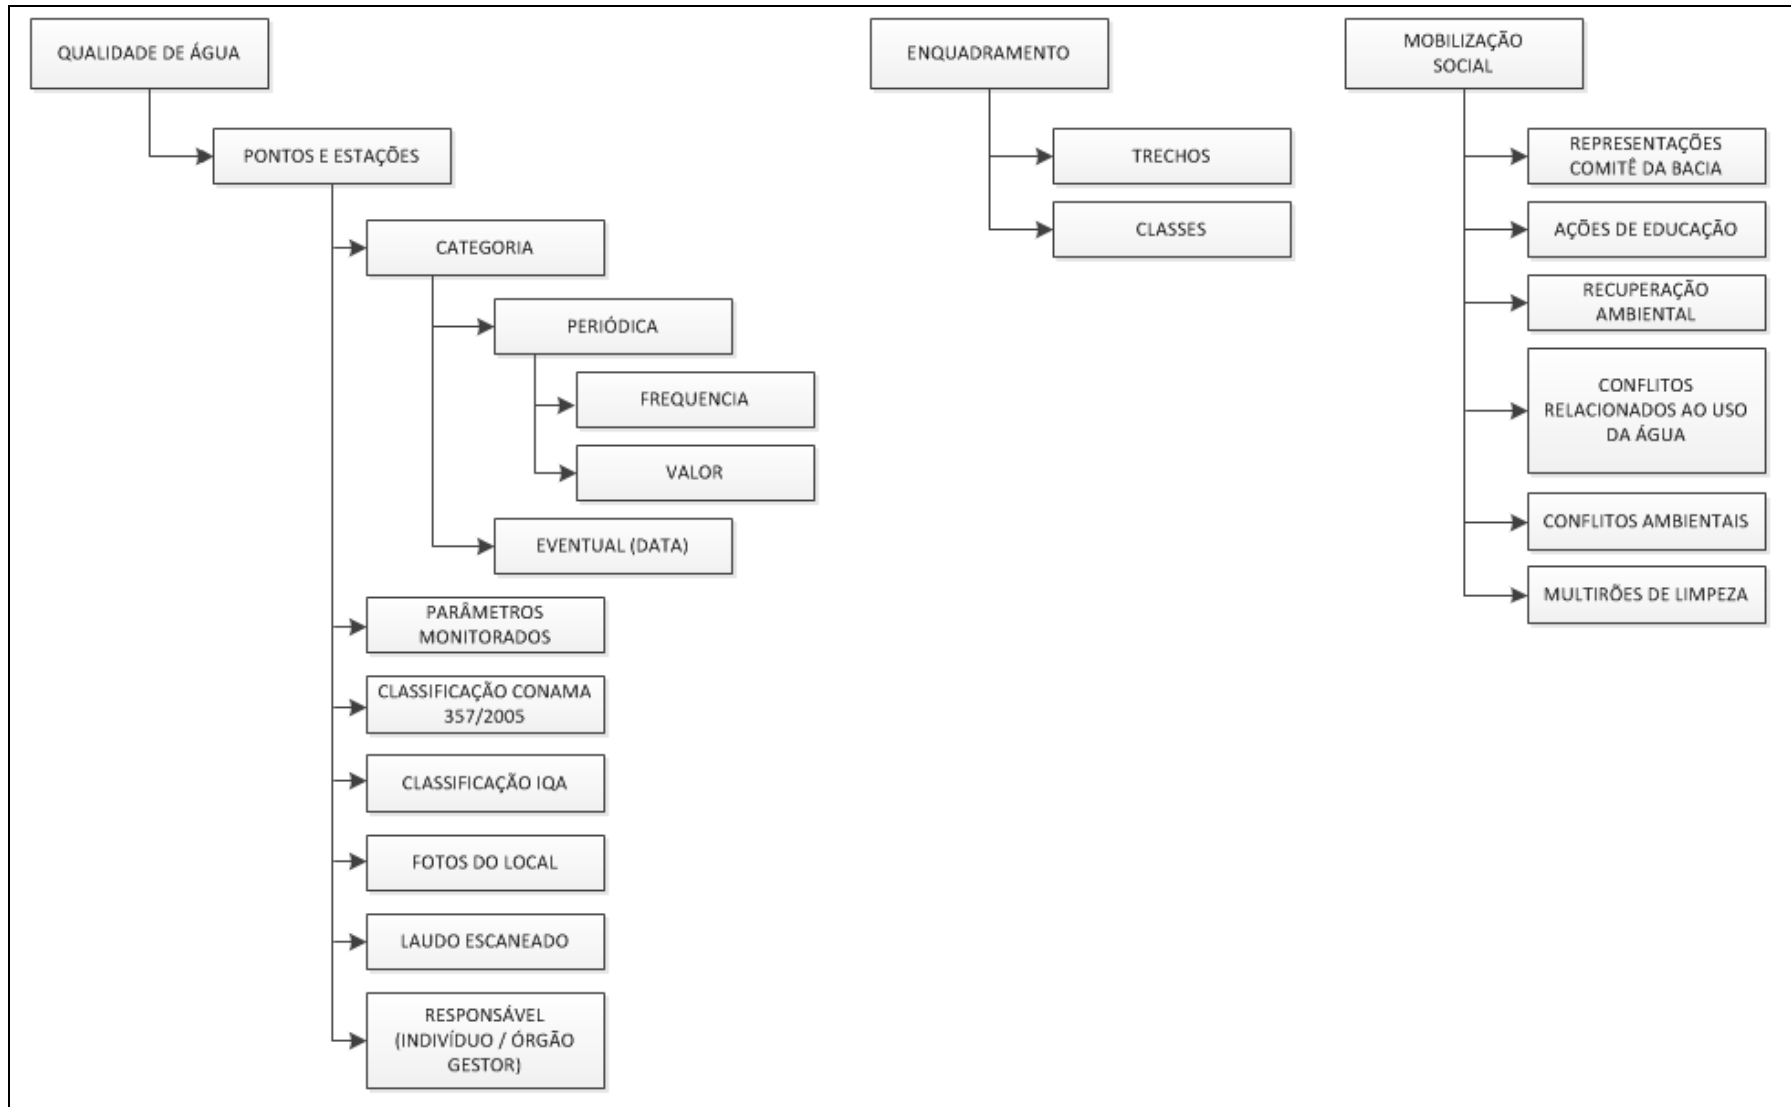 QUALIDADE DE ÁGUA
PONTOS E ESTAÇÕES
CATEGORIA
PERIÓDICA
FREQUENCIA
VALOR
EVENTUAL (DATA)
PARÂMETROS
MONITORADOS
CLASSIFICAÇÃO CONAMA
357/2005
CLASSIFICAÇÃO IQA
FOTOS DO LOCAL
LAUDO ESCANEADO
RESPONSÁVEL
(INDIVÍDUO / ÓRGÃO
GESTOR)
ENQUADRAMENTO
TRECHOS
CLASSES
MOBILIZAÇÃO
SOCIAL
REPRESENTAÇÕES
COMITÊ DA BACIA
AÇÕES DE EDUCAÇÃO
RECUPERAÇÃO
AMBIENTAL
CONFLITOS
RELACIONADOS AO USO
DA ÁGUA
CONFLITOS AMBIENTAIS
MULTIRÕES DE LIMPEZA